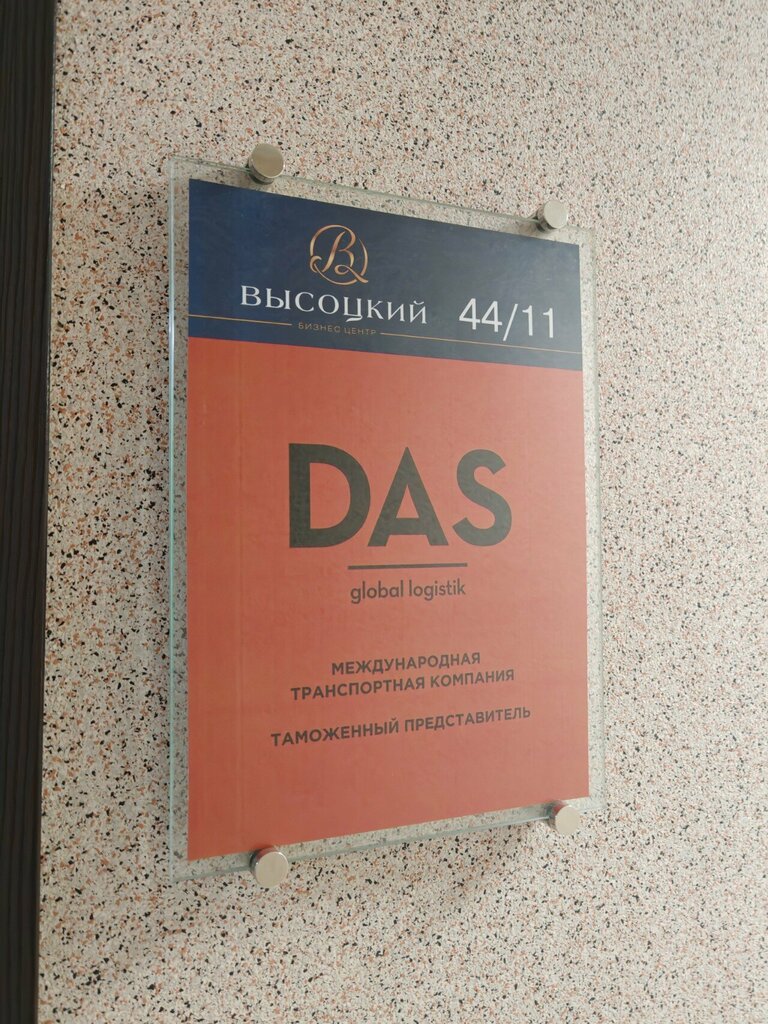 В
ВЫСОЦКИЙ 44/11
БИЗНЕС ЦЕНТР
DAS
global logistik
МЕЖДУНАРОДНАЯ
ТРАНСПОРТНАЯ КОМПАНИЯ
ТАМОЖЕННЫЙ ПРЕДСТАВИТЕЛЬ